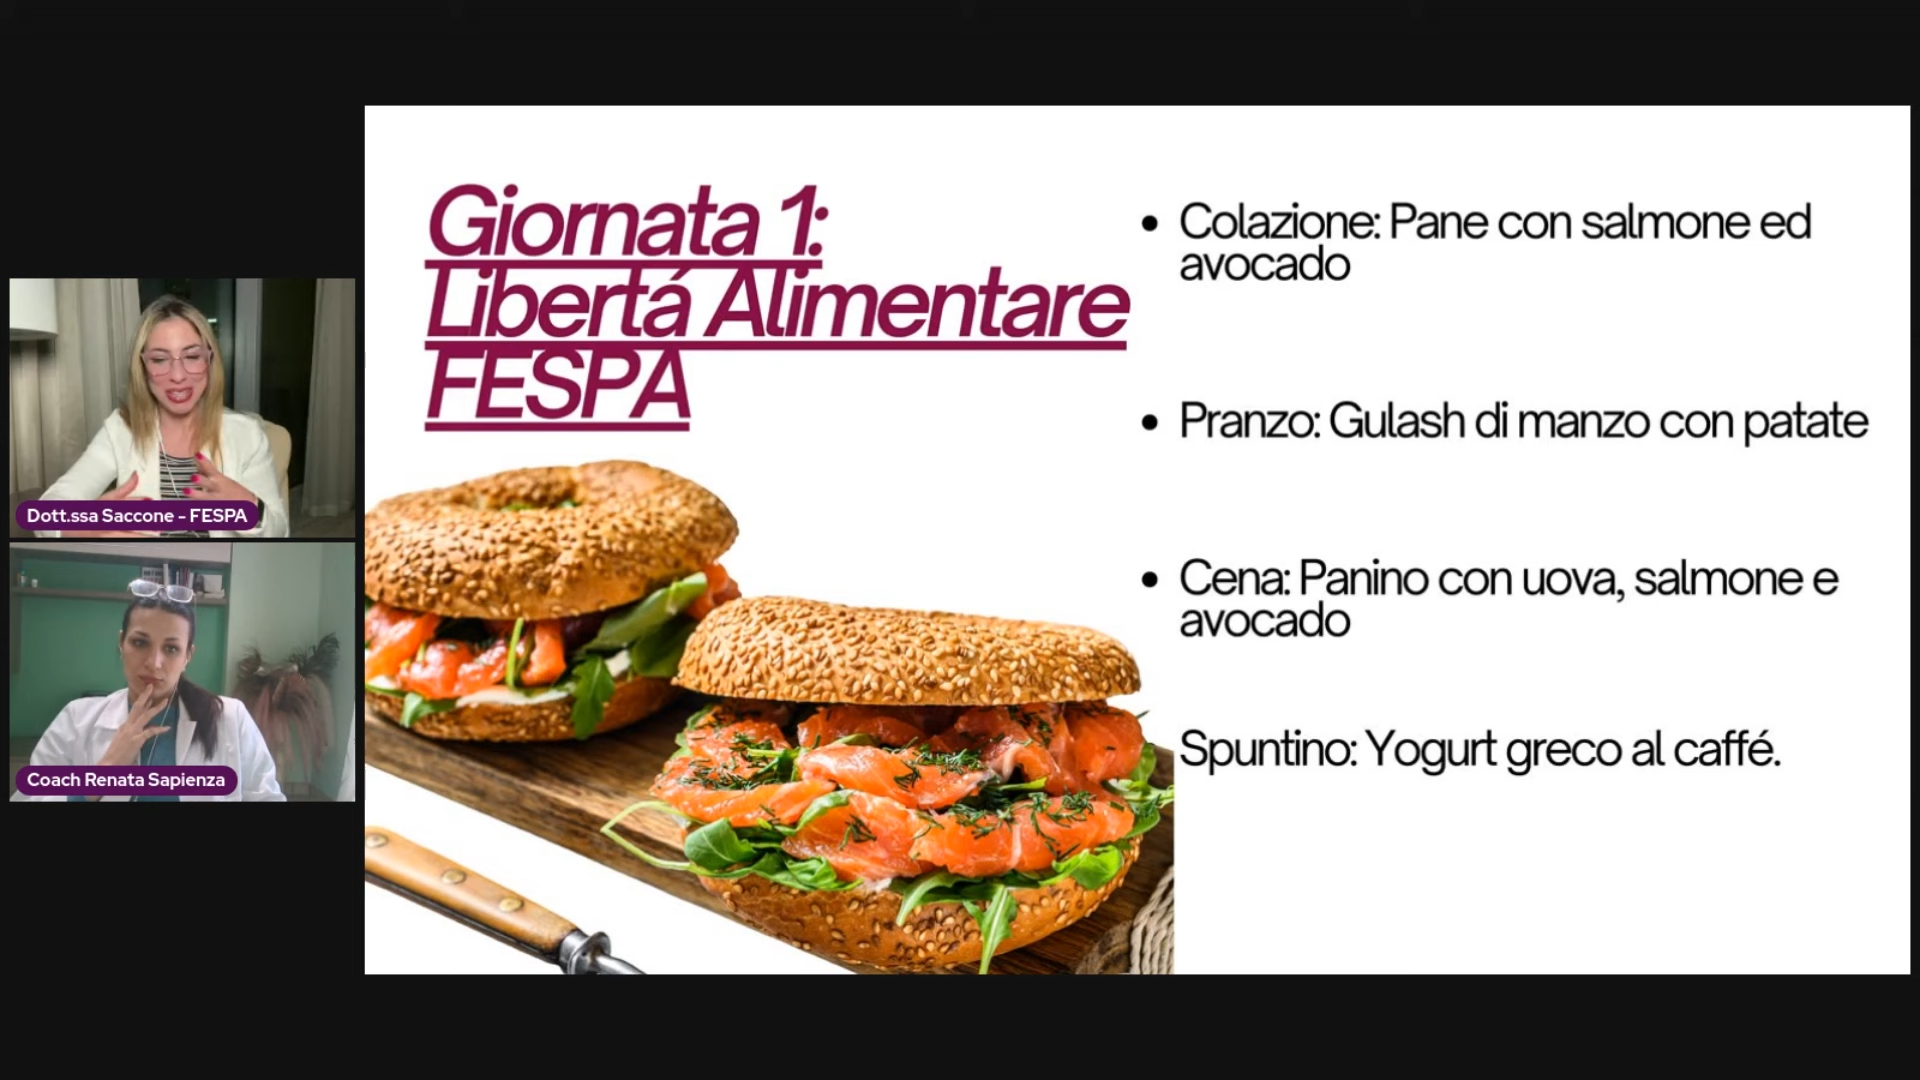 Giornata 1:
Libertá Alimentare
FESPA
• Colazione: Pane con salmone ed
avocado
• Pranzo: Gulash di manzo con patate
• Cena: Panino con uova, salmone e
avocado
Spuntino: Yogurt greco al caffé.
Dott.ssa Saccone - FESPA
Coach Renata Sapienza